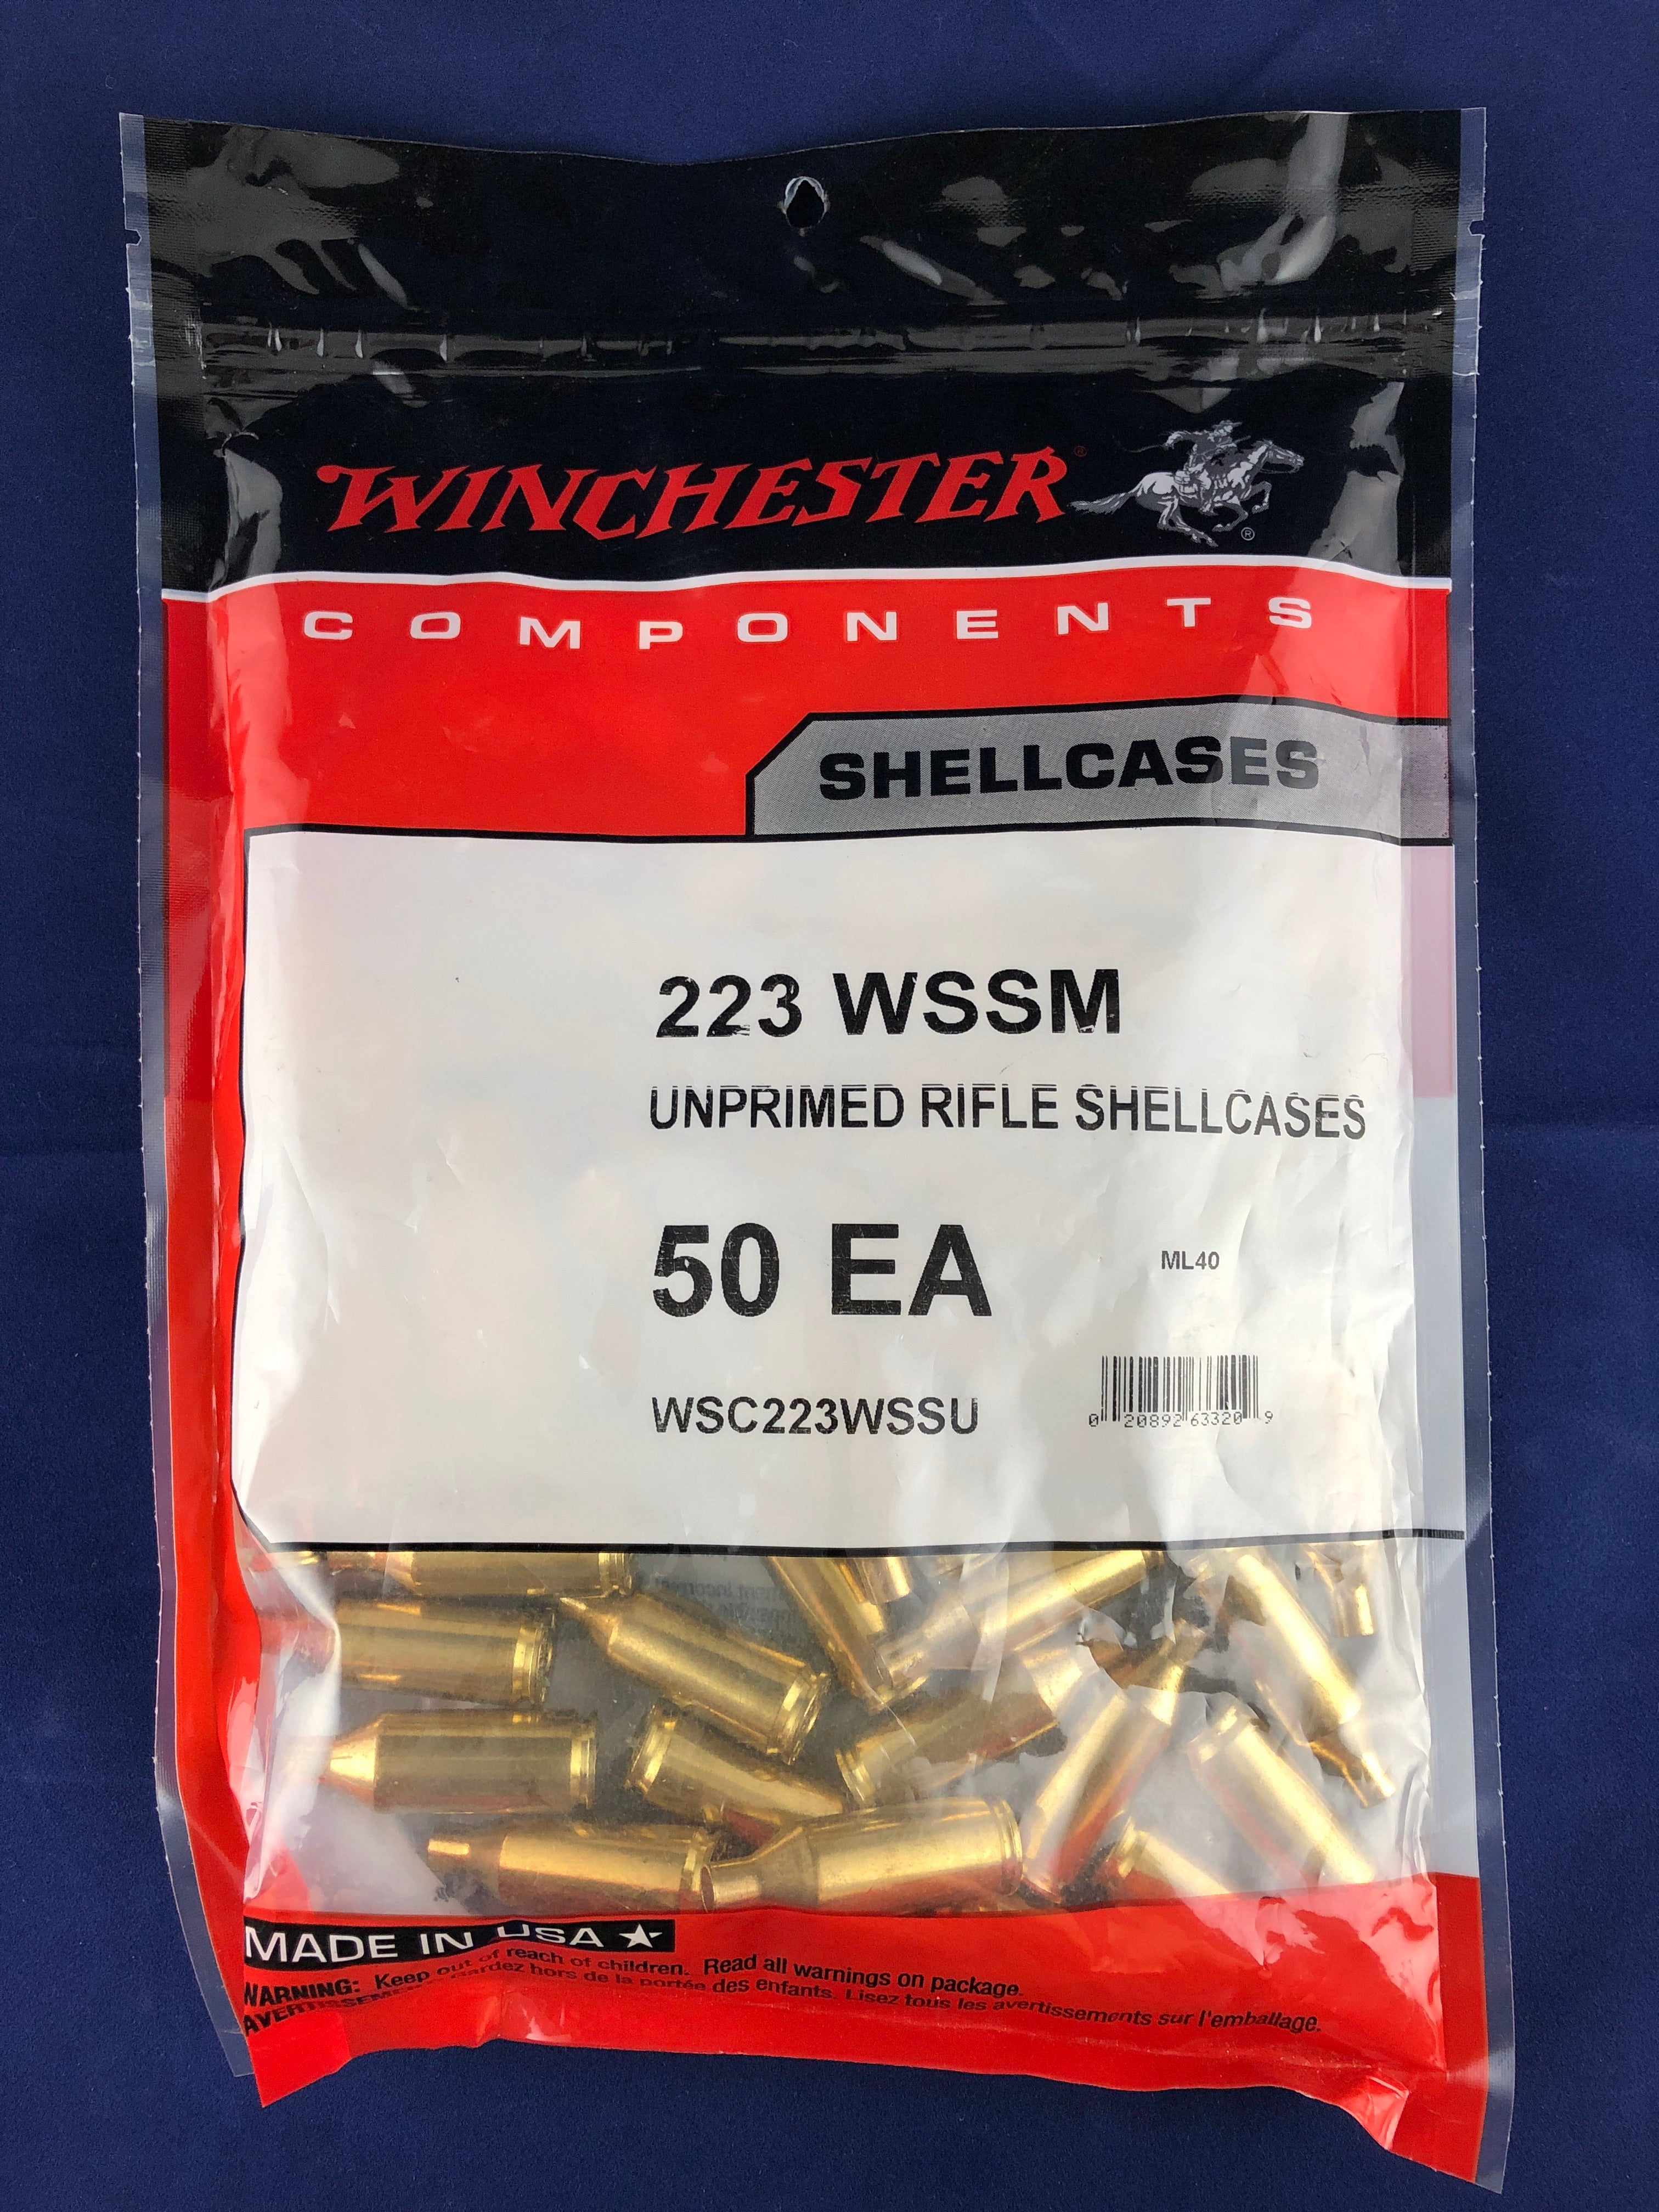 WINCHESTER®
®
COMPONENTS
SHELLCASES
223 WSSM
UNPRIMED RIFLE SHELLCASES
50 EA
ML40
WSC223WSSU
0 20892 63320 9
MADE IN USA ★
WARNING: Keep out of reach of children. Read all warnings on package.
AVERTISSEMENT gardez hors de la portée des enfants. Lisez tous les avertissements sur l'emballage.